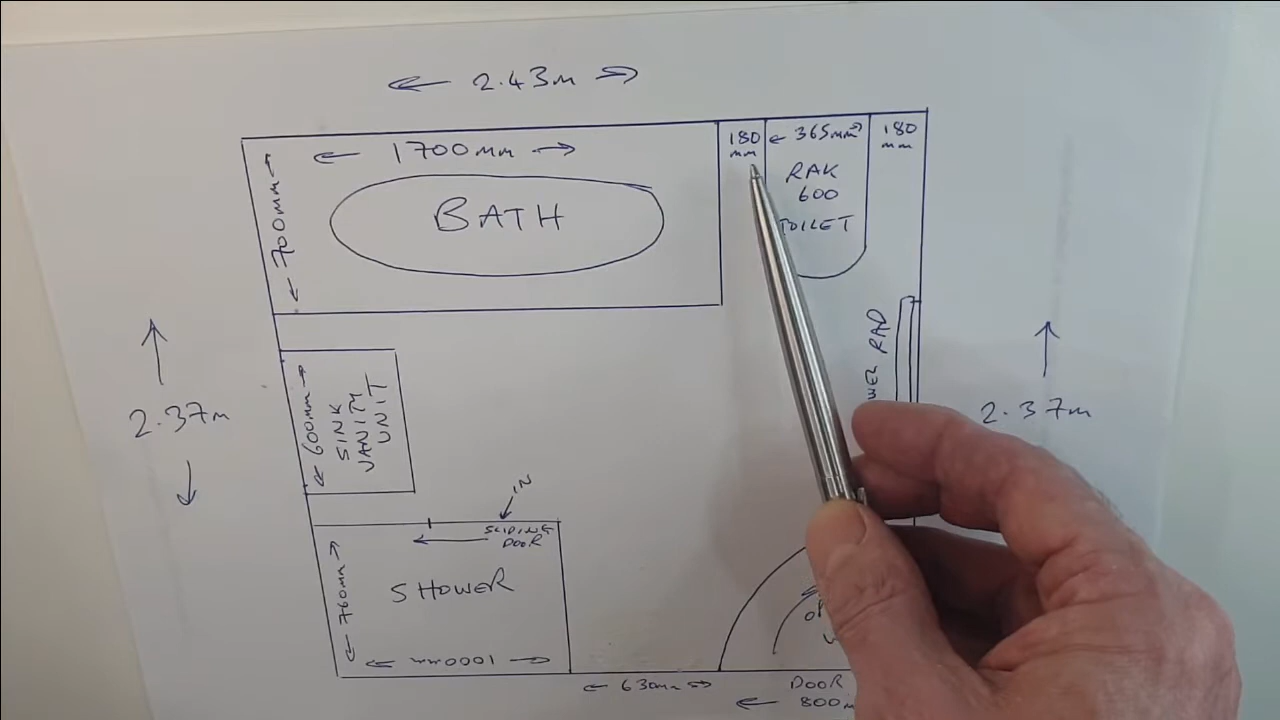 2.43m
1700mm
180
mm
365mm
180
mm
700mm
BATH
RAK
600
TOILET
RAD
2.37m
600mm
SINK
VANITY
UNIT
2.37m
IN
SLIDING
DOOR
760mm
SHOWER
1000mm
630mm
DOOR